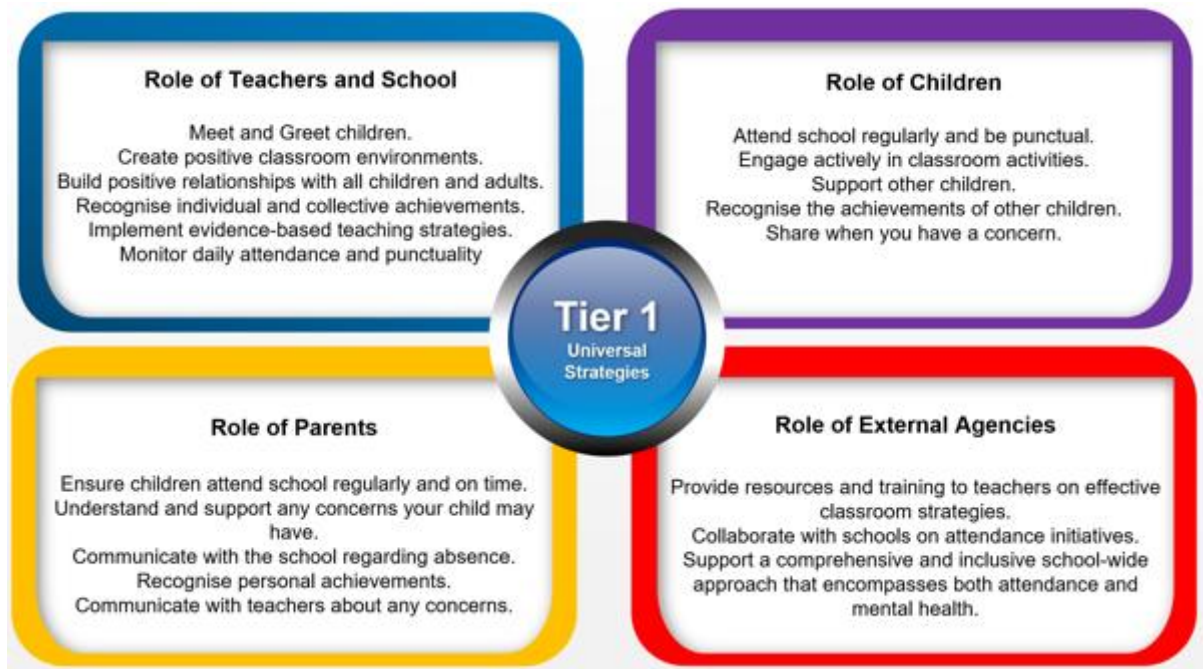 Role of Teachers and School
Meet and Greet children.
Create positive classroom environments.
Build positive relationships with all children and adults.
Recognise individual and collective achievements.
Implement evidence-based teaching strategies.
Monitor daily attendance and punctuality
Role of Children
Attend school regularly and be punctual.
Engage actively in classroom activities.
Support other children.
Recognise the achievements of other children.
Share when you have a concern.
Tier 1
Universal
Strategies
Role of Parents
Ensure children attend school regularly and on time.
Understand and support any concerns your child may
have.
Communicate with the school regarding absence.
Recognise personal achievements.
Communicate with teachers about any concerns.
Role of External Agencies
Provide resources and training to teachers on effective
classroom strategies.
Collaborate with schools on attendance initiatives.
Support a comprehensive and inclusive school-wide
approach that encompasses both attendance and
mental health.